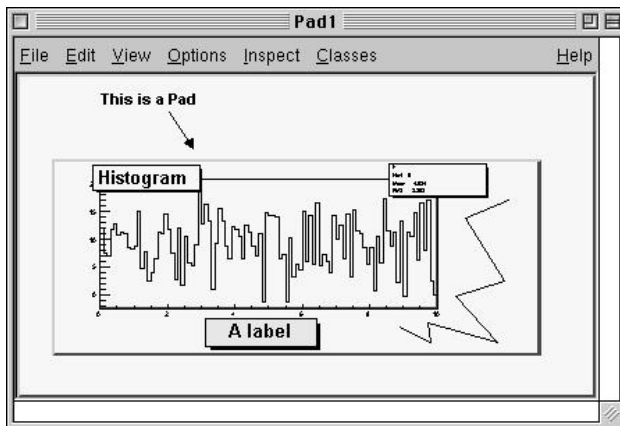 Pad1
File Edit View Options Inspect Classes Help
This is a Pad
Histogram
A label